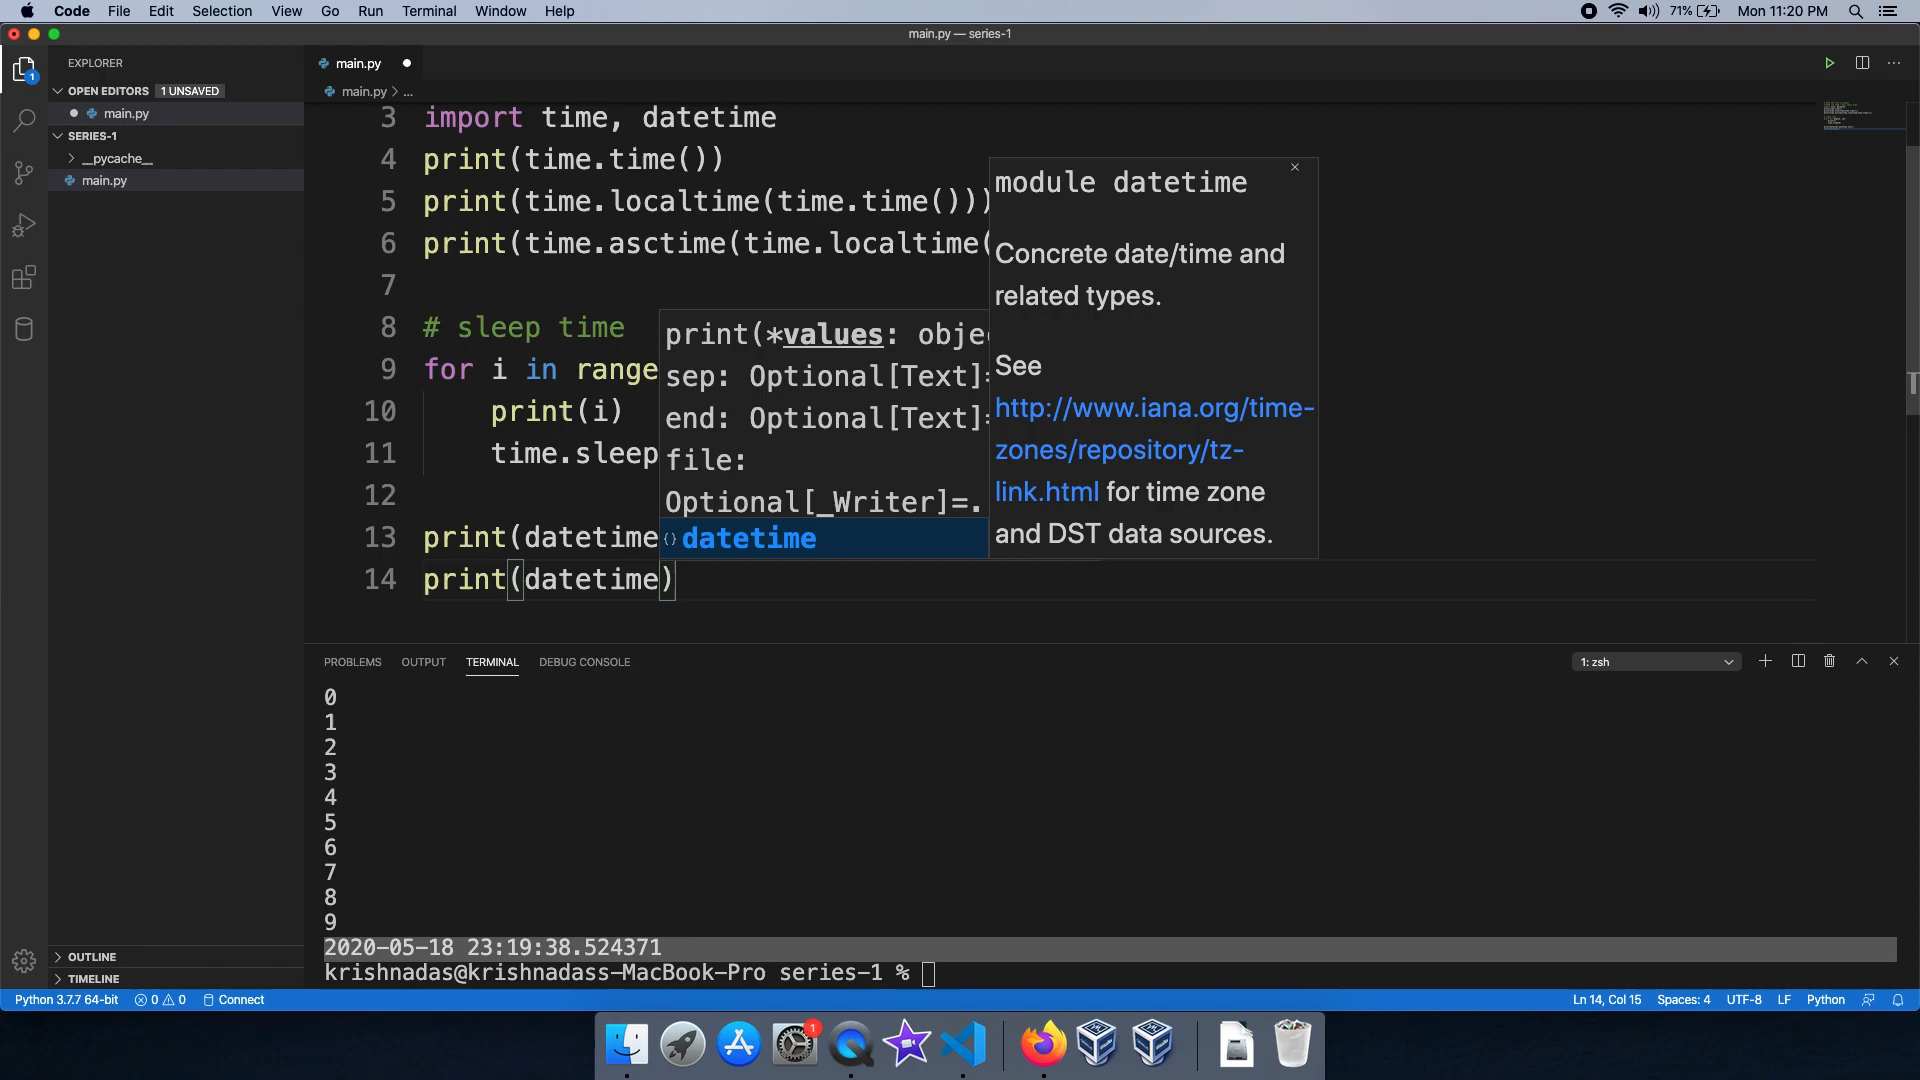 Code File Edit Selection View Go Run Terminal Window Help 71% Mon 11:20 PM
main.py — series-1
EXPLORER
OPEN EDITORS 1 UNSAVED
main.py
SERIES-1
__pycache__
main.py
OUTLINE
TIMELINE
1
main.py
main.py > ...
3 import time, datetime
4 print(time.time())
5 print(time.localtime(time.time()))
6 print(time.asctime(time.localtime(
7
8 # sleep time
9 for i in range
10 print(i)
11 time.sleep
12
13 print(datetime
14 print(datetime)
print(*values: obje
sep: Optional[Text]=
end: Optional[Text]=
file:
Optional[_Writer]=.
{} datetime
module datetime
Concrete date/time and
related types.
See
http://www.iana.org/time-
zones/repository/tz-
link.html for time zone
and DST data sources.
PROBLEMS OUTPUT TERMINAL DEBUG CONSOLE 1: zsh
0
1
2
3
4
5
6
7
8
9
2020-05-18 23:19:38.524371
krishnadas@krishnadass-MacBook-Pro series-1 %
Python 3.7.7 64-bit 0 0 Connect Ln 14, Col 15 Spaces: 4 UTF-8 LF Python
1